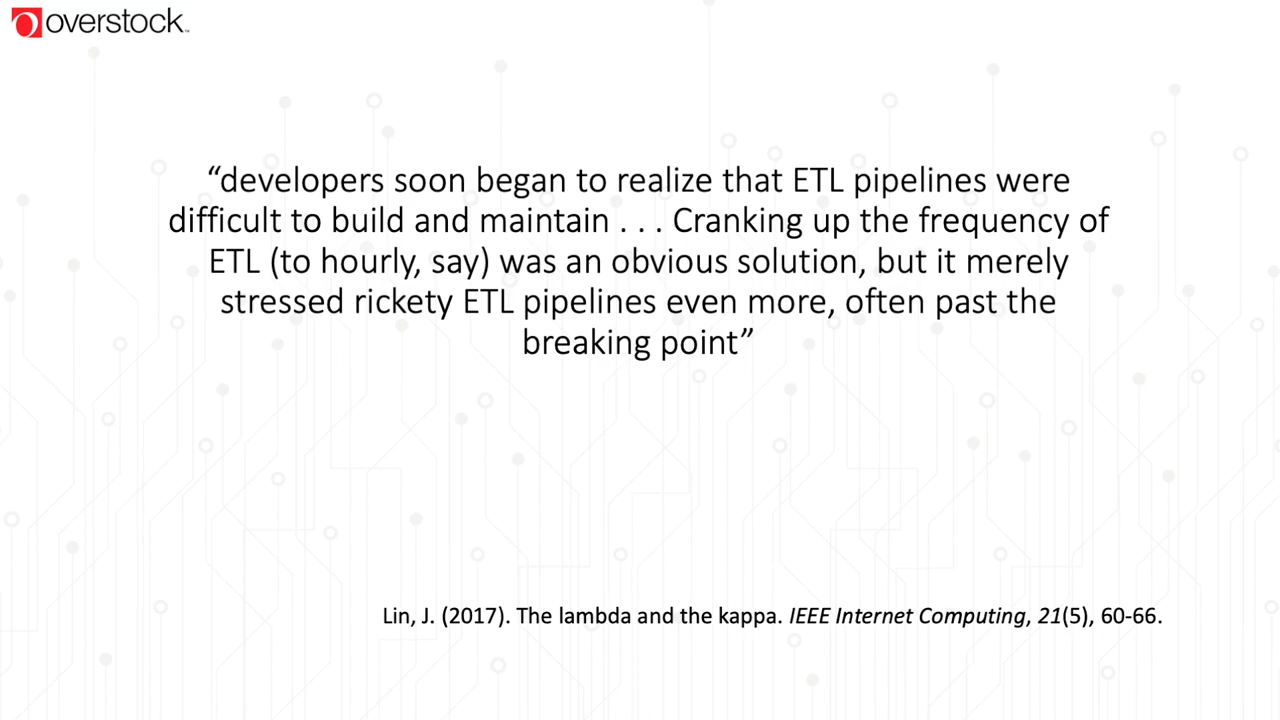 overstock™
“developers soon began to realize that ETL pipelines were
difficult to build and maintain . . . Cranking up the frequency of
ETL (to hourly, say) was an obvious solution, but it merely
stressed rickety ETL pipelines even more, often past the
breaking point”
Lin, J. (2017). The lambda and the kappa. IEEE Internet Computing, 21(5), 60-66.